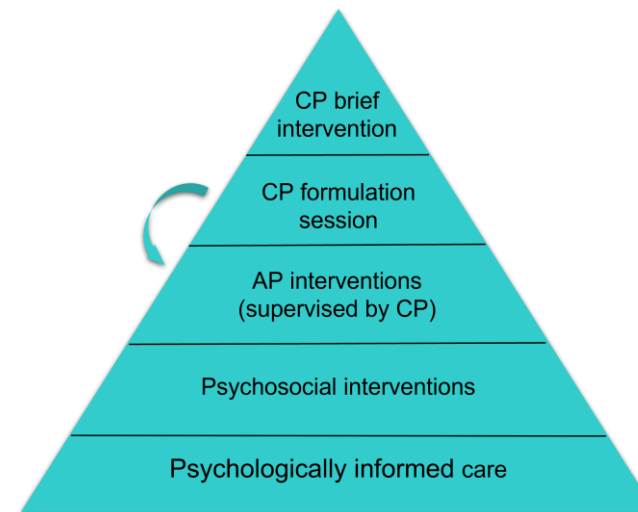 CP brief
intervention
CP formulation
session
AP interventions
(supervised by CP)
Psychosocial interventions
Psychologically informed care